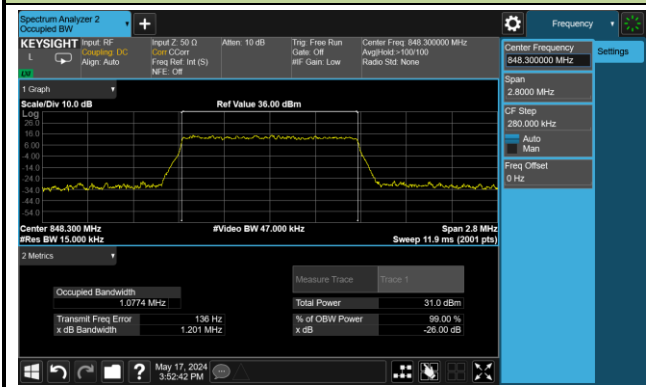 Spectrum Analyzer 2
Occupied BW
Frequency
KEYSIGHT
L
Input: RF
Coupling: DC
Align: Auto
Input Z: 50 Ω
Corr CCorr
Freq Ref: Int (S)
NFE: Off
Atten: 10 dB
Trig: Free Run
Gate: Off
#IF Gain: Low
Center Freq: 848.300000 MHz
Avg|Hold:>100/100
Radio Std: None
Center Frequency
848.300000 MHz
Settings
Span
2.8000 MHz
CF Step
280.000 kHz
Auto
Man
Freq Offset
0 Hz
1 Graph
Scale/Div 10.0 dB
Ref Value 36.00 dBm
Log
26.0
16.0
6.00
-4.00
-14.0
-24.0
-34.0
-44.0
-54.0
Center 848.300 MHz
#Video BW 47.000 kHz
Span 2.8 MHz
#Res BW 15.000 kHz
Sweep 11.9 ms (2001 pts)
2 Metrics
Measure Trace
Trace 1
Occupied Bandwidth
1.0774 MHz
Total Power
31.0 dBm
Transmit Freq Error
136 Hz
% of OBW Power
99.00 %
x dB Bandwidth
1.201 MHz
x dB
-26.00 dB
May 17, 2024
3:52:42 PM